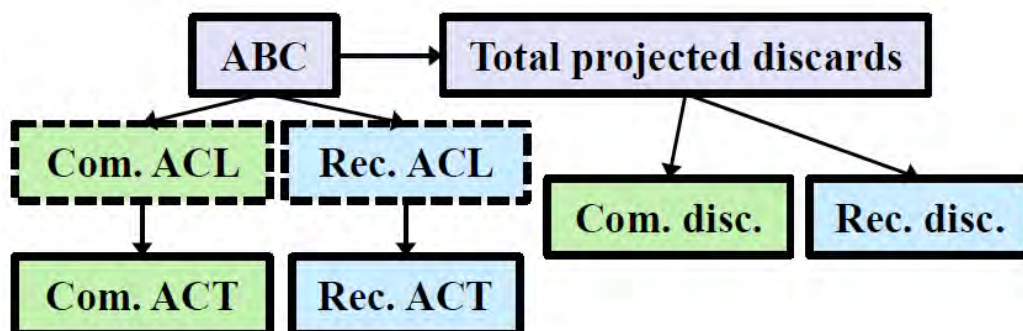 ABC
Total projected discards
Com. ACL
Rec. ACL
Com. disc.
Rec. disc.
Com. ACT
Rec. ACT